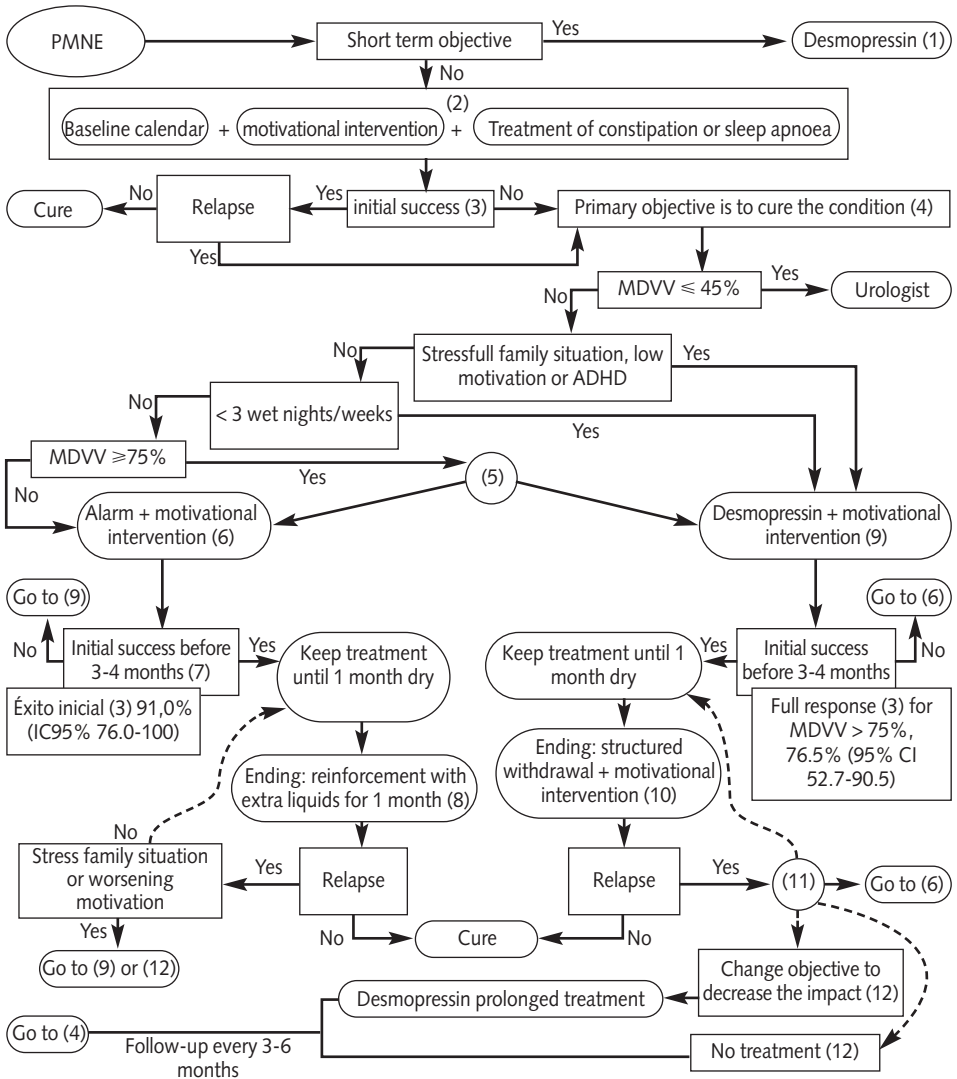 PMNE
Short term objective
Yes
Desmopressin (1)
No
(2)
Baseline calendar + motivational intervention + Treatment of constipation or sleep apnoea
Cure
No
Relapse
Yes
initial success (3)
No
Primary objective is to cure the condition (4)
Yes
MDVV ⩽ 45%
Yes
Urologist
No
Stressfull family situation, low
motivation or ADHD
Yes
No
< 3 wet nights/weeks
Yes
No
MDVV ⩾75%
Yes
(5)
No
Alarm + motivational
intervention (6)
Desmopressin + motivational
intervention (9)
Go to (9)
No
Initial success before
3-4 months (7)
Yes
Éxito inicial (3) 91,0%
(IC95% 76.0-100)
Keep treatment
until 1 month dry
Keep treatment until 1
month dry
Yes
Initial success
before 3-4 months
Go to (6)
No
Full response (3) for
MDVV > 75%,
76.5% (95% CI
52.7-90.5)
Ending: reinforcement with
extra liquids for 1 month (8)
Ending: structured
withdrawal + motivational
intervention (10)
No
Stress family situation
or worsening
motivation
Yes
Relapse
Relapse
Yes
(11)
Go to (6)
Yes
Go to (9) or (12)
No
Cure
No
Change objective to
decrease the impact (12)
Desmopressin prolonged treatment
Go to (4)
Follow-up every 3-6
months
No treatment (12)